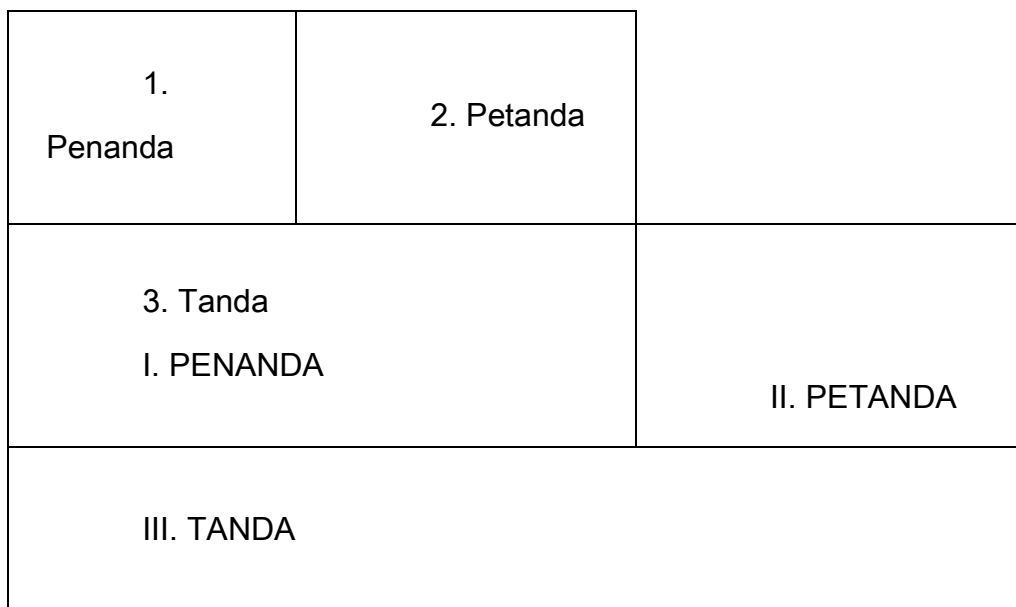 1.
Penanda
2. Petanda
3. Tanda
I. PENANDA
II. PETANDA
III. TANDA